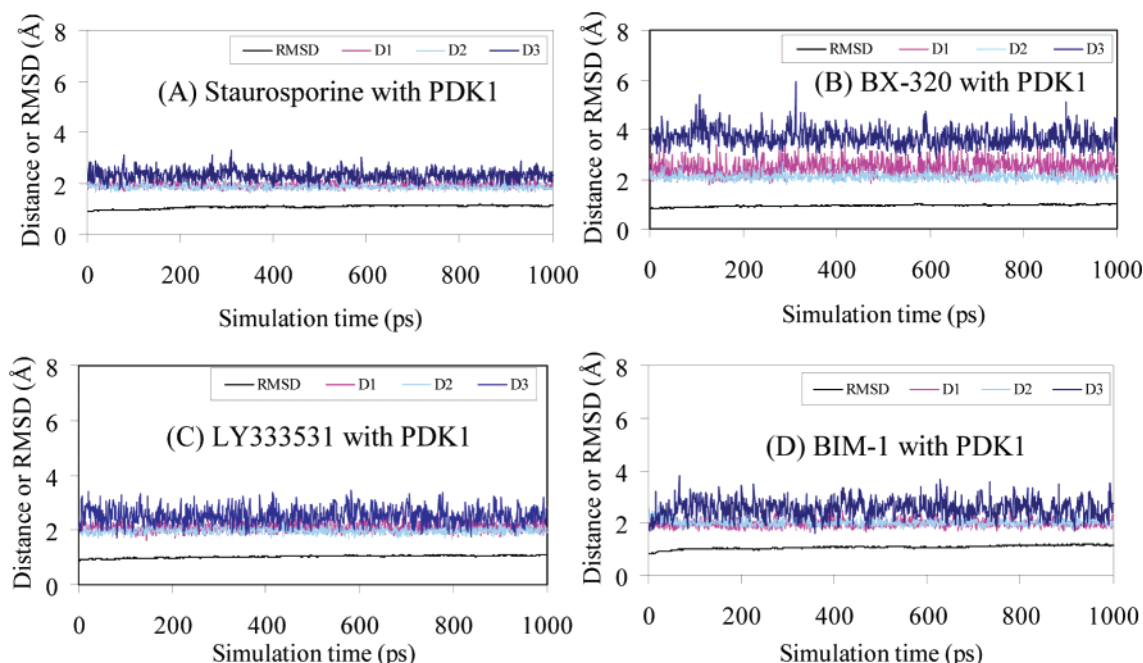 Distance or RMSD (Å)
8
6
4
2
0
RMSD D1 D2 D3
(A) Staurosporine with PDK1
0 200 400 600 800 1000
Simulation time (ps)
Distance or RMSD (Å)
8
6
4
2
0
RMSD D1 D2 D3
(B) BX-320 with PDK1
0 200 400 600 800 1000
Simulation time (ps)
Distance or RMSD (Å)
8
6
4
2
0
RMSD D1 D2 D3
(C) LY333531 with PDK1
0 200 400 600 800 1000
Simulation time (ps)
Distance or RMSD (Å)
8
6
4
2
0
RMSD D1 D2 D3
(D) BIM-1 with PDK1
0 200 400 600 800 1000
Simulation time (ps)